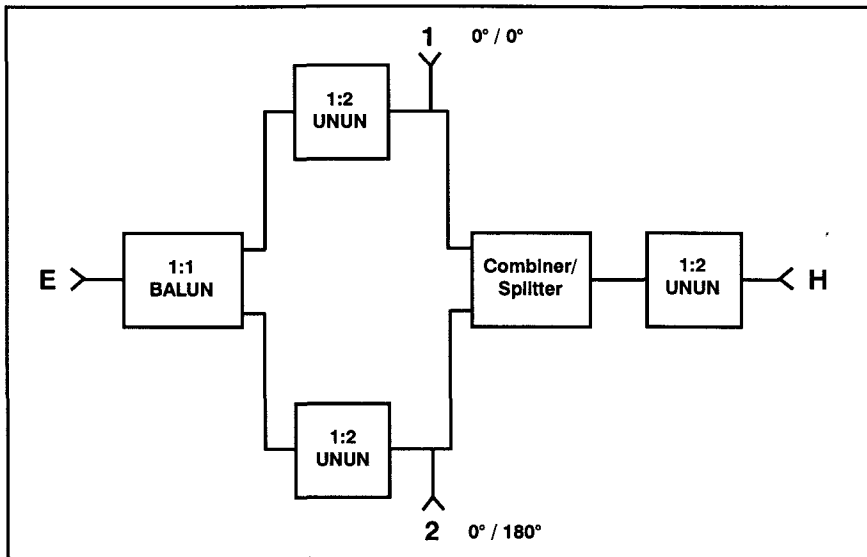 1 0° / 0°
1:2
UNUN
E
1:1
BALUN
Combiner/
Splitter
1:2
UNUN
H
1:2
UNUN
2 0° / 180°